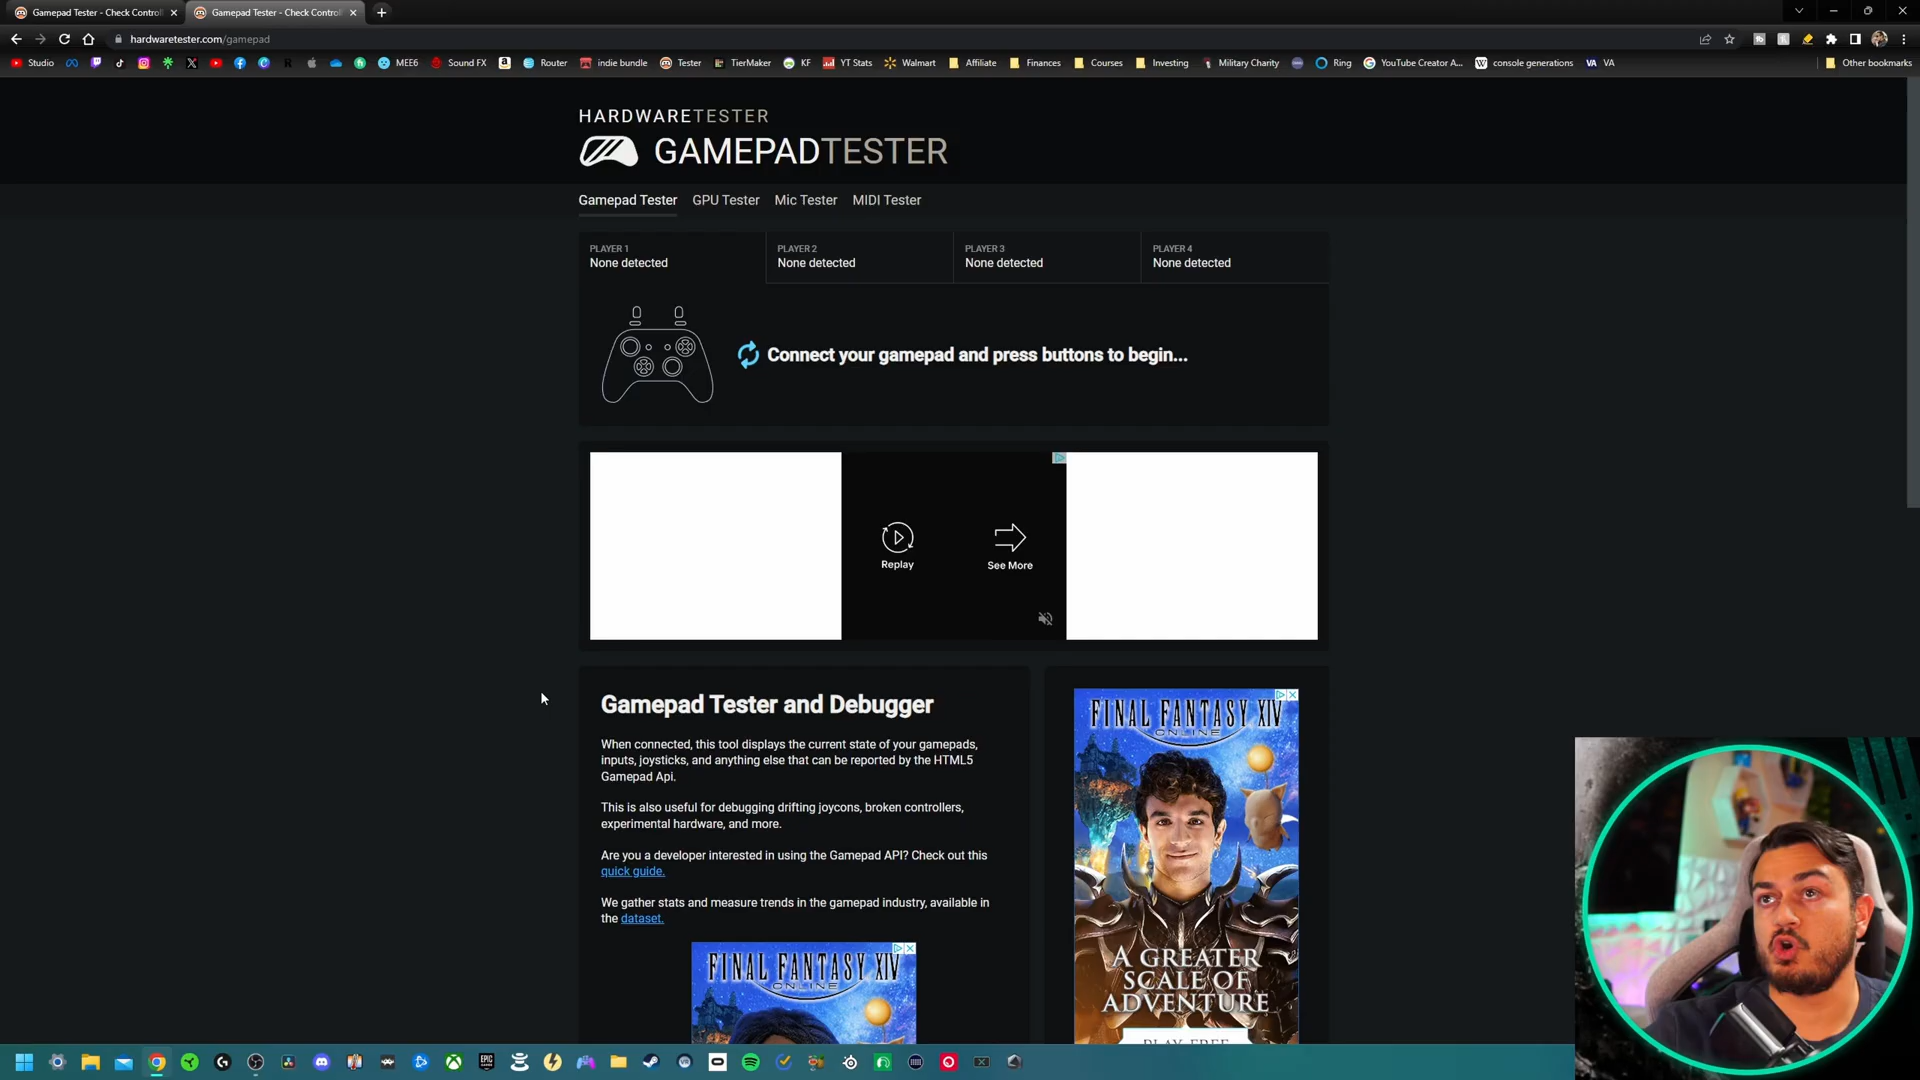 Gamepad Tester - Check Controll
Gamepad Tester - Check Controll
hardwaretester.com/gamepad
Studio
MEE6
Sound FX
Router
indie bundle
Tester
TierMaker
KF
YT Stats
Walmart
Affiliate
Finances
Courses
Investing
Military Charity
Ring
YouTube Creator A...
console generations
VA
VA
Other bookmarks
HARDWARETESTER
GAMEPADTESTER
Gamepad Tester
GPU Tester
Mic Tester
MIDI Tester
PLAYER 1
None detected
PLAYER 2
None detected
PLAYER 3
None detected
PLAYER 4
None detected
Connect your gamepad and press buttons to begin...
Replay
See More
Gamepad Tester and Debugger
When connected, this tool displays the current state of your gamepads,
inputs, joysticks, and anything else that can be reported by the HTML5
Gamepad Api.
This is also useful for debugging drifting joycons, broken controllers,
experimental hardware, and more.
Are you a developer interested in using the Gamepad API? Check out this
quick guide.
We gather stats and measure trends in the gamepad industry, available in
the dataset.
FINAL FANTASY XIV
ONLINE
FINAL FANTASY XIV
ONLINE
A GREATER
SCALE OF
ADVENTURE
PLAY FREE